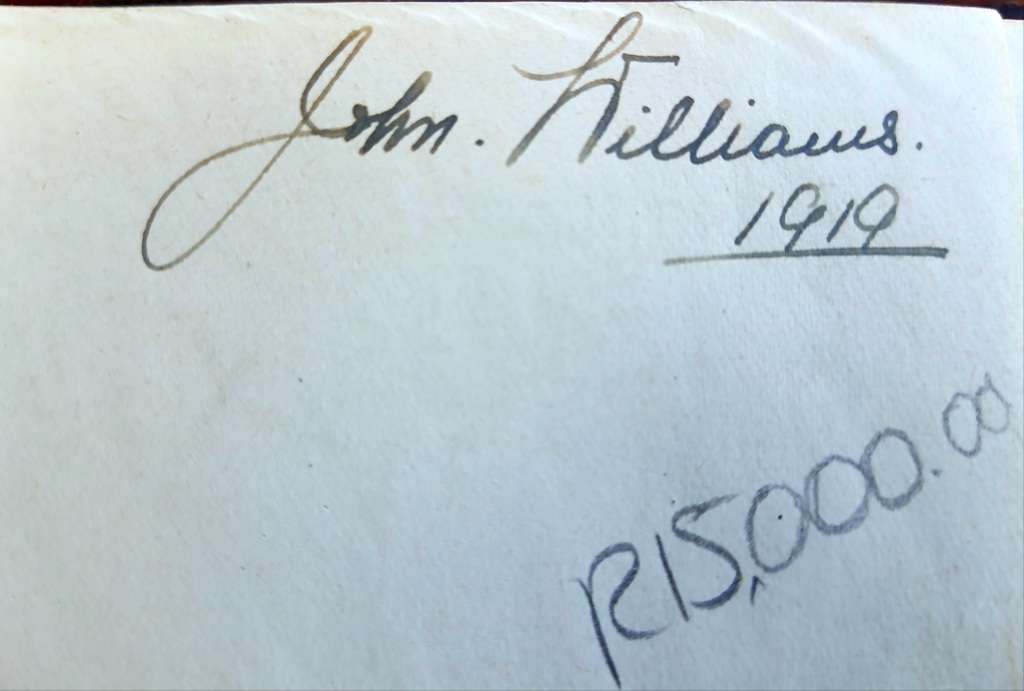 John. Williams.
1919
R15,000.00